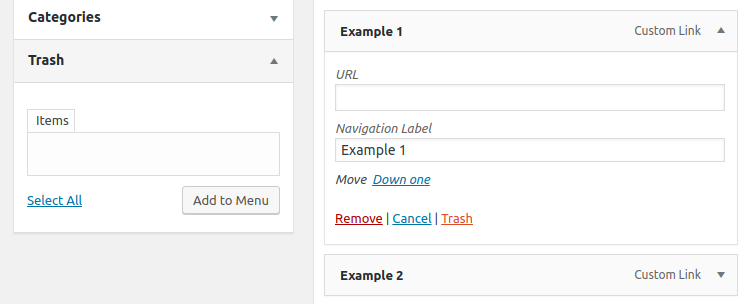 Categories
Trash
Items
Select All Add to Menu
Example 1 Custom Link
URL
Navigation Label
Example 1
Move Down one
Remove | Cancel | Trash
Example 2 Custom Link